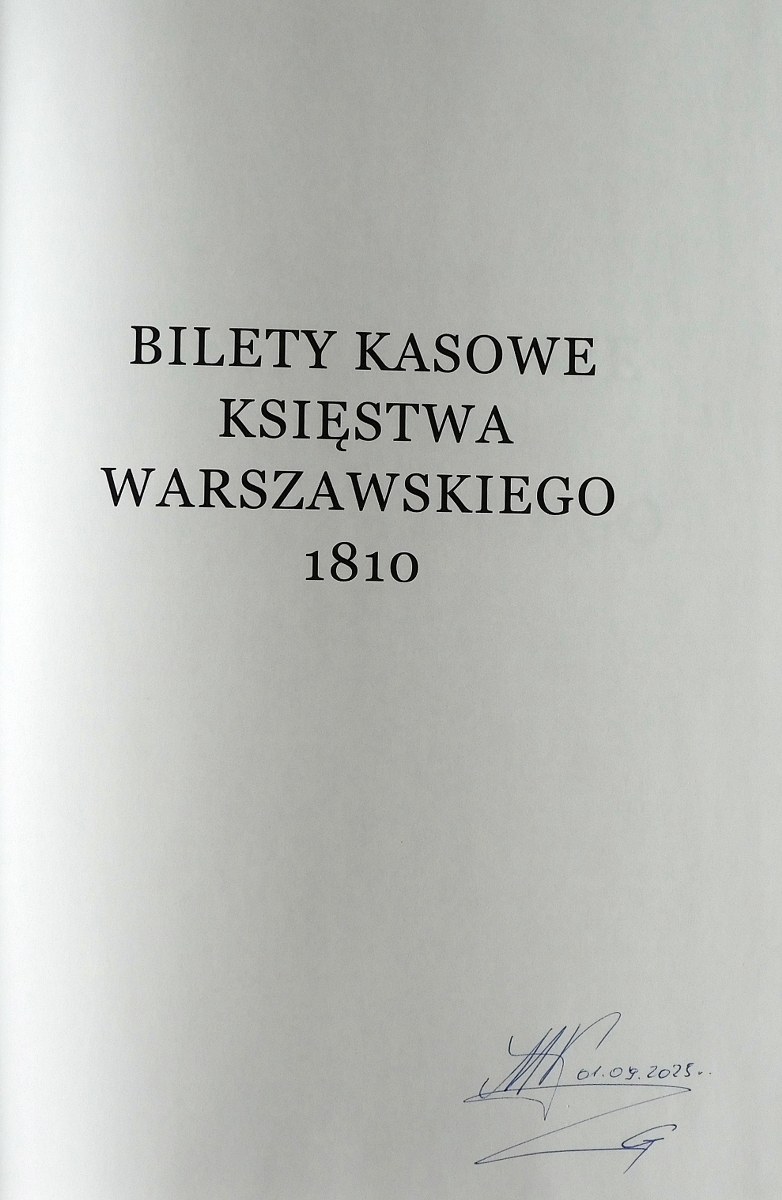 BILETY KASOWE
KSIĘSTWA
WARSZAWSKIEGO
1810
01.09.2025.